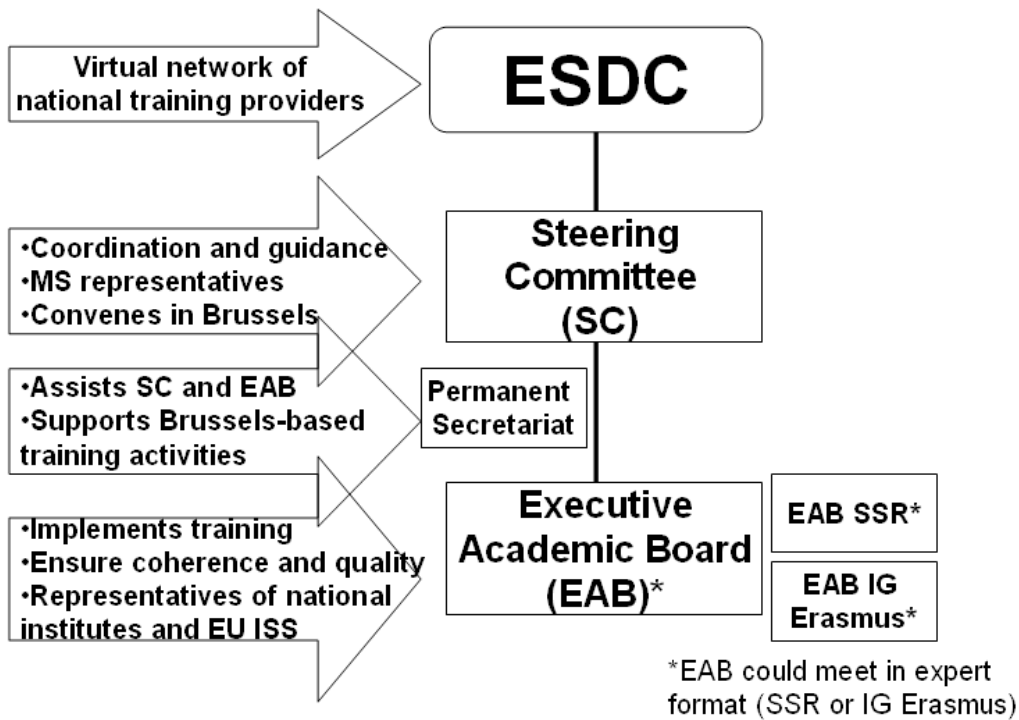 Virtual network of
national training providers
ESDC
•Coordination and guidance
•MS representatives
•Convenes in Brussels
Steering
Committee
(SC)
•Assists SC and EAB
•Supports Brussels-based
training activities
Permanent
Secretariat
•Implements training
•Ensure coherence and quality
•Representatives of national
institutes and EU ISS
Executive
Academic Board
(EAB)*
EAB SSR*
EAB IG
Erasmus*
*EAB could meet in expert
format (SSR or IG Erasmus)